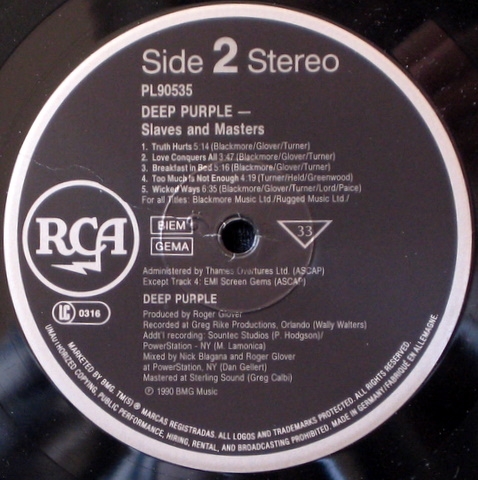 Side 2 Stereo
PL90535
DEEP PURPLE —
Slaves and Masters
1. Truth Hurts 5:14 (Blackmore/Glover/Turner)
2. Love Conquers All 3:47 (Blackmore/Glover/Turner)
3. Breakfast in Bed 5:16 (Blackmore/Glover/Turner)
4. Too Much Is Not Enough 4:19 (Turner/Held/Greenwood)
5. Wicked Ways 6:35 (Blackmore/Glover/Turner/Lord/Paice)
For all Titles: Blackmore Music Ltd./Rugged Music Ltd./
RCA
BIEM
GEMA
33
Administered by Thames Overtures Ltd. (ASCAP)
Except Track 4: EMI Screen Gems (ASCAP)
LC 0316
DEEP PURPLE
Produced by Roger Glover
Recorded at Greg Rike Productions, Orlando (Wally Walters)
Addt'l recording: Sountec Studios (P. Hodgson)/
PowerStation - NY (M. Lamonica)
Mixed by Nick Blagana and Roger Glover
at PowerStation, NY (Dan Gellert)
Mastered at Sterling Sound (Greg Calbi)
℗ 1990 BMG Music
MARKETED BY BMG TM(S)® MARCAS REGISTRADAS. ALL LOGOS AND TRADEMARKS PROTECTED. ALL RIGHTS RESERVED.
UNAUTHORIZED COPYING, PUBLIC PERFORMANCE, HIRING, RENTAL, AND BROADCASTING PROHIBITED. MADE IN GERMANY/FABRIQUÉ EN ALLEMAGNE.